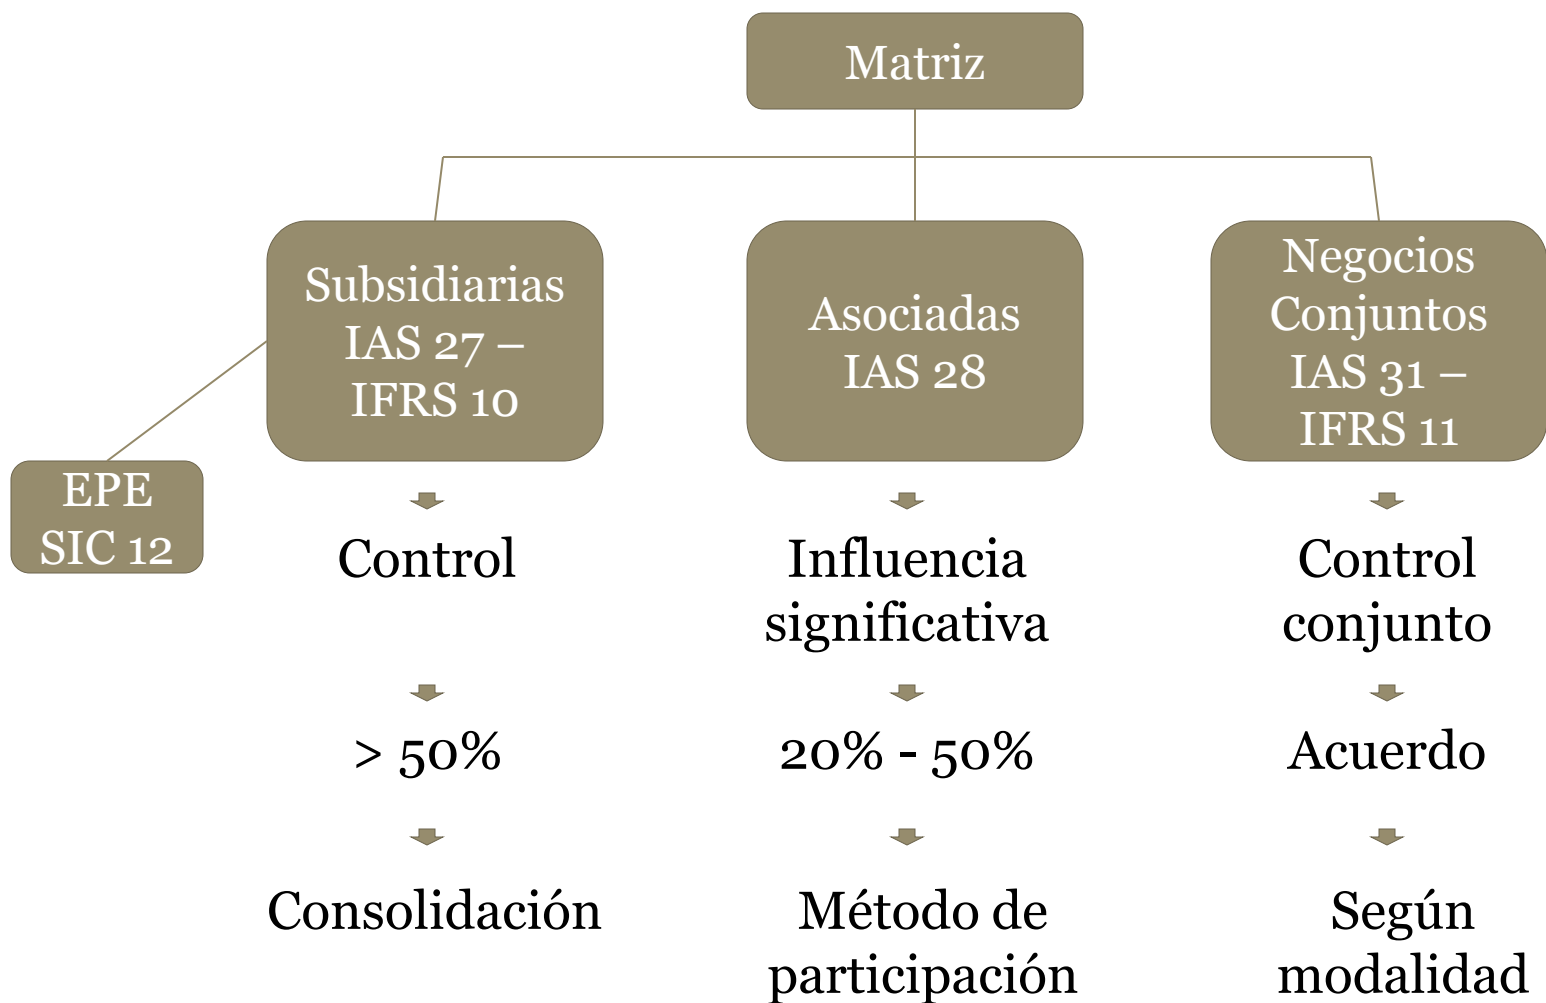 Matriz
Subsidiarias
IAS 27 –
IFRS 10
Asociadas
IAS 28
Negocios
Conjuntos
IAS 31 –
IFRS 11
EPE
SIC 12
Control
Influencia
significativa
Control
conjunto
> 50%
20% - 50%
Acuerdo
Consolidación
Método de
participación
Según
modalidad